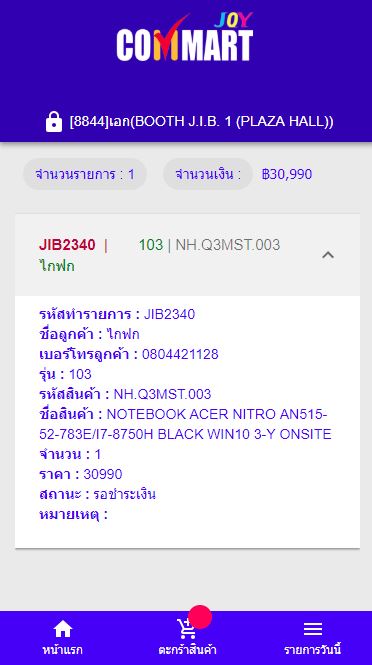 JOY
COMMART
[8844]เอก(BOOTH J.I.B. 1 (PLAZA HALL))
จำนวนรายการ : 1 จำนวนเงิน : ฿30,990
JIB2340 | 103 | NH.Q3MST.003
ไกฟก
รหัสทำรายการ : JIB2340
ชื่อลูกค้า : ไกฟก
เบอร์โทรลูกค้า : 0804421128
รุ่น : 103
รหัสสินค้า : NH.Q3MST.003
ชื่อสินค้า : NOTEBOOK ACER NITRO AN515-
52-783E/I7-8750H BLACK WIN10 3-Y ONSITE
จำนวน : 1
ราคา : 30990
สถานะ : รอชำระเงิน
หมายเหตุ :
หน้าแรก ตะกร้าสินค้า รายการวันนี้